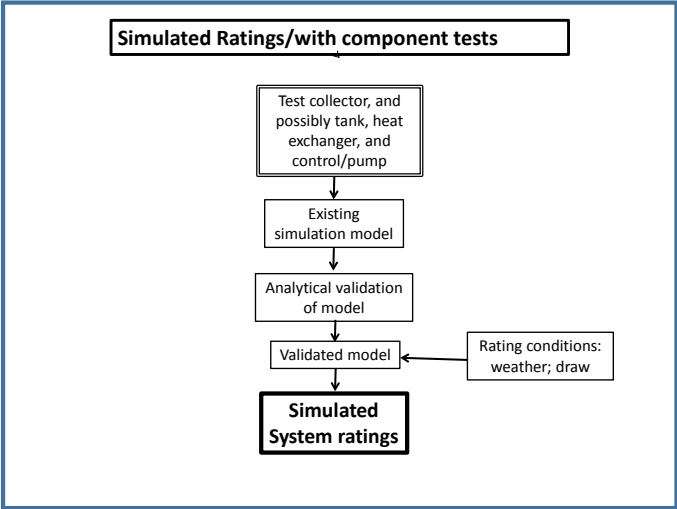 Simulated Ratings/with component tests
Test collector, and
possibly tank, heat
exchanger, and
control/pump
Existing
simulation model
Analytical validation
of model
Validated model
Rating conditions:
weather; draw
Simulated
System ratings